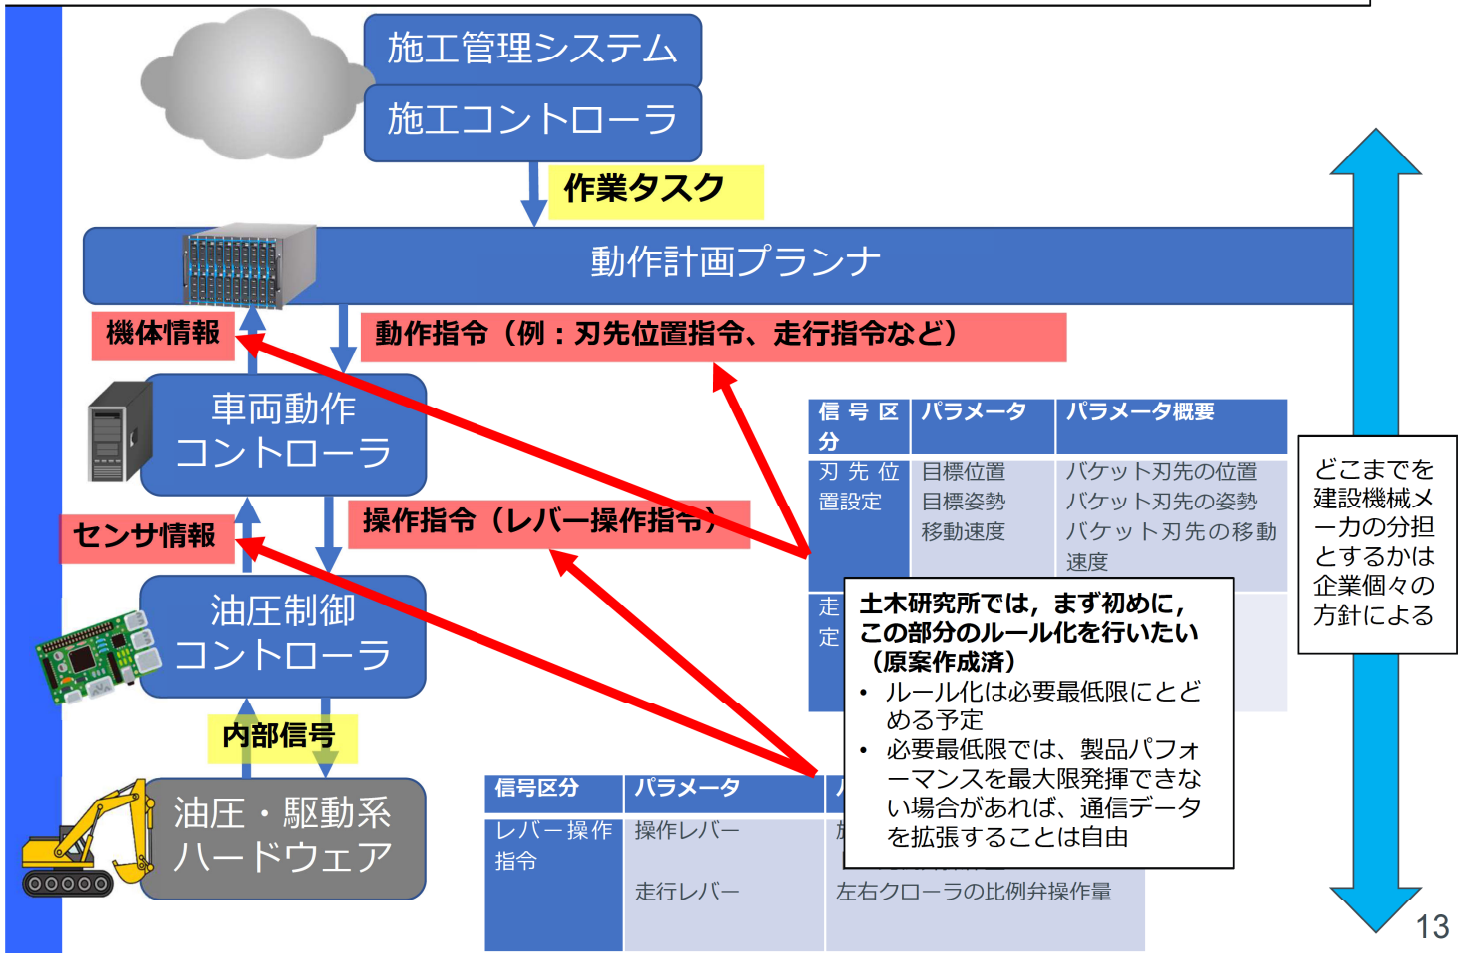 施工管理システム
施工コントローラ
作業タスク
動作計画プランナ
機体情報
動作指令（例：刃先位置指令、走行指令など）
車両動作
コントローラ
センサ情報
操作指令（レバー操作指令）
油圧制御
コントローラ
内部信号
油圧・駆動系
ハードウェア
信号区 パラメータ パラメータ概要
分
刃先位 目標位置 バケット刃先の位置
置設定 目標姿勢 バケット刃先の姿勢
移動速度 バケット刃先の移動
速度
走
定
土木研究所では，まず初めに，
この部分のルール化を行いたい
（原案作成済）
• ルール化は必要最低限にとど
める予定
• 必要最低限では、製品パフォ
ーマンスを最大限発揮できな
い場合があれば、通信データ
を拡張することは自由
信号区分 パラメータ
レバー操作 操作レバー
指令
走行レバー 左右クローラの比例弁操作量
どこまでを
建設機械メ
ーカの分担
とするかは
企業個々の
方針による
13